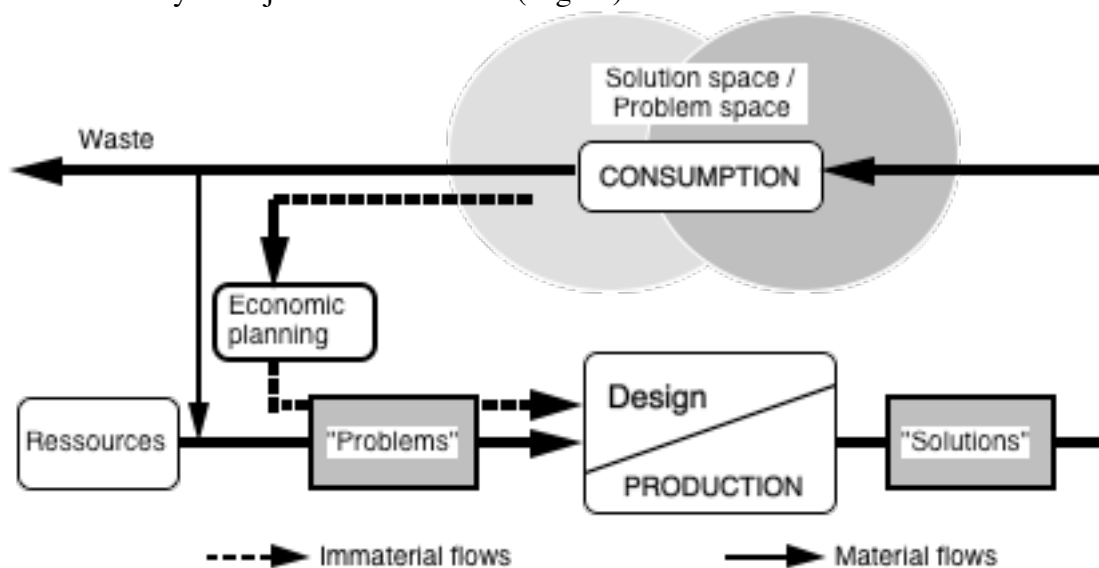 Solution space /
Problem space
Waste
CONSUMPTION
Economic
planning
Design
Ressources
"Problems"
"Solutions"
PRODUCTION
Immaterial flows
Material flows